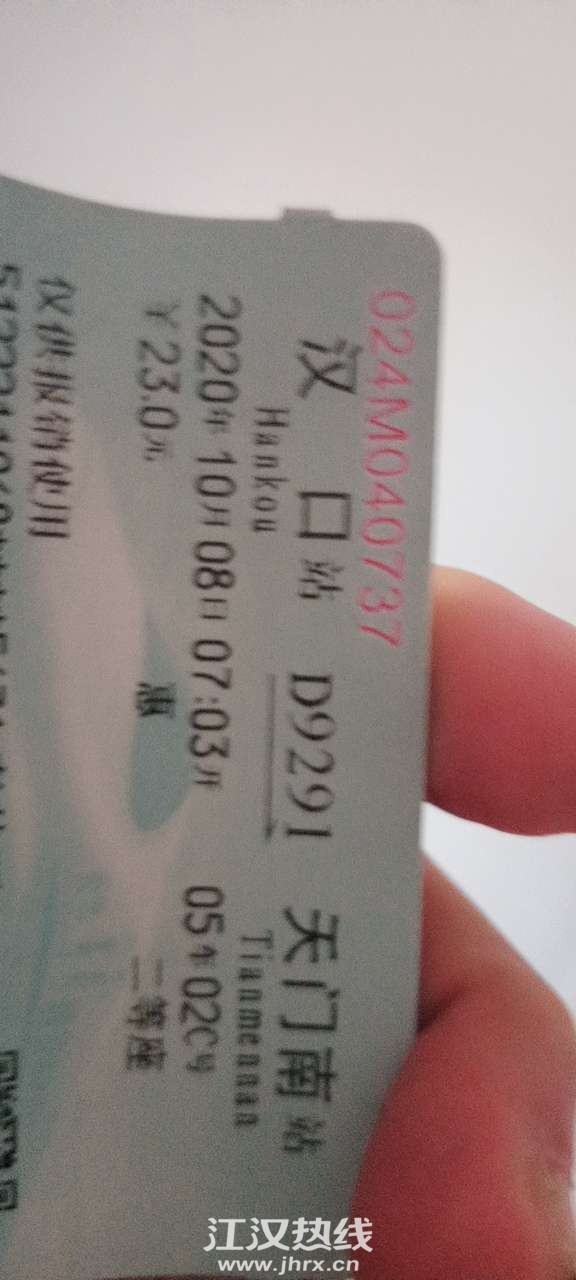 024M040737
汉口站 D9291 天门南站
Hankou Tianmennan
2020年10月08日07:03开 05车02C号
¥23.0元 惠 二等座
仅供报销使用
江汉热线
www.jhrx.cn